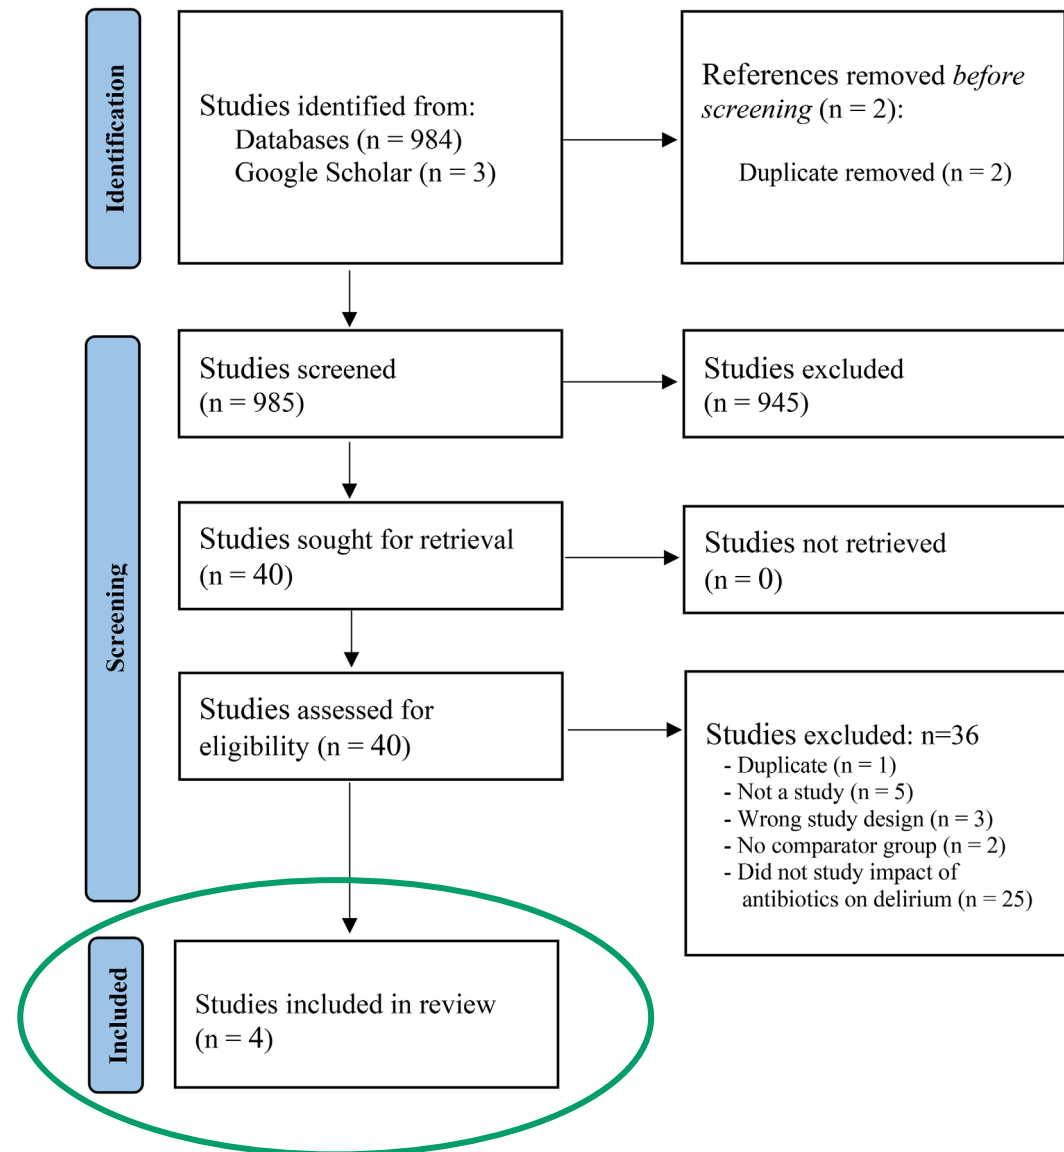 Identification
Studies identified from:
Databases (n = 984)
Google Scholar (n = 3)
References removed before
screening (n = 2):
Duplicate removed (n = 2)
Screening
Studies screened
(n = 985)
Studies excluded
(n = 945)
Studies sought for retrieval
(n = 40)
Studies not retrieved
(n = 0)
Studies assessed for
eligibility (n = 40)
Studies excluded: n=36
- Duplicate (n = 1)
- Not a study (n = 5)
- Wrong study design (n = 3)
- No comparator group (n = 2)
- Did not study impact of
antibiotics on delirium (n = 25)
Included
Studies included in review
(n = 4)